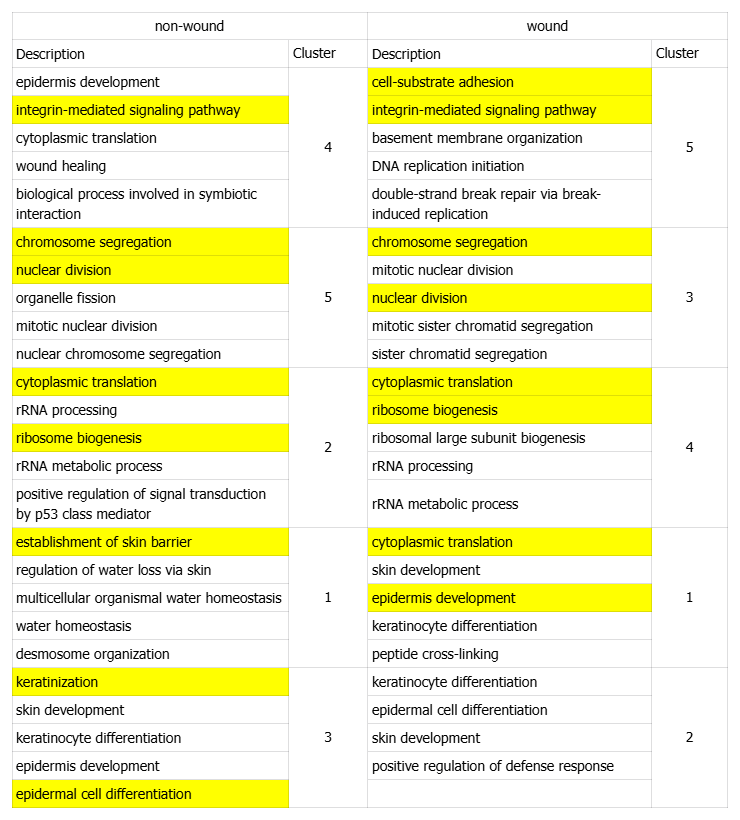 non-wound wound
Description Cluster Description Cluster
epidermis development cell-substrate adhesion
integrin-mediated signaling pathway integrin-mediated signaling pathway
cytoplasmic translation 4 basement membrane organization 5
wound healing DNA replication initiation
biological process involved in symbiotic double-strand break repair via break-
interaction induced replication
chromosome segregation chromosome segregation
nuclear division mitotic nuclear division
organelle fission 5 nuclear division 3
mitotic nuclear division mitotic sister chromatid segregation
nuclear chromosome segregation sister chromatid segregation
cytoplasmic translation cytoplasmic translation
rRNA processing ribosome biogenesis
ribosome biogenesis 2 ribosomal large subunit biogenesis 4
rRNA metabolic process rRNA processing
positive regulation of signal transduction
by p53 class mediator rRNA metabolic process
establishment of skin barrier cytoplasmic translation
regulation of water loss via skin skin development
multicellular organismal water homeostasis 1 epidermis development 1
water homeostasis keratinocyte differentiation
desmosome organization peptide cross-linking
keratinization keratinocyte differentiation
skin development epidermal cell differentiation
keratinocyte differentiation 3 skin development 2
epidermis development positive regulation of defense response
epidermal cell differentiation